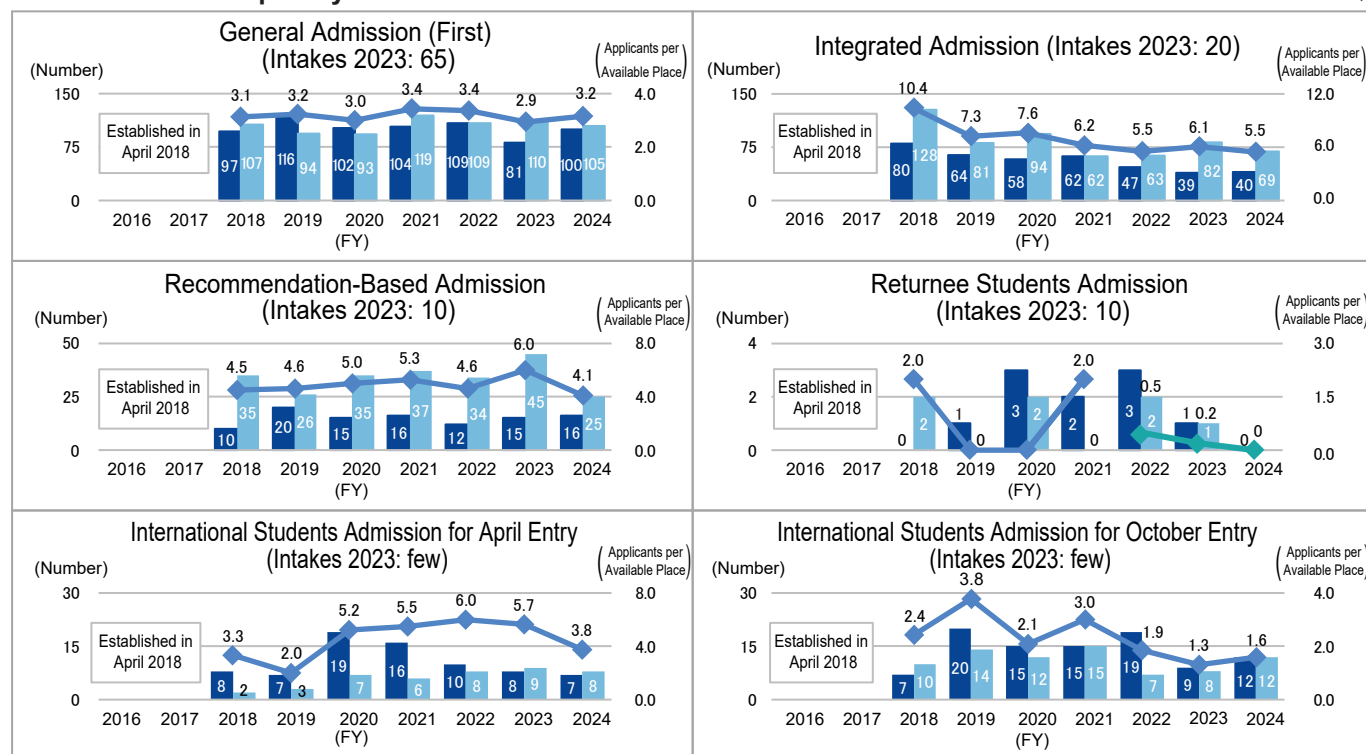 General Admission (First)
(Intakes 2023: 65)
(Number)
(Applicants per
Available Place)
150
75
0
4.0
2.0
0.0
Established in
April 2018
3.1 3.2 3.0 3.4 3.4 2.9 3.2
97 107 116 94 102 93 104 119 109 109 81 110 100 105
2016 2017 2018 2019 2020 2021 2022 2023 2024
(FY)
Integrated Admission (Intakes 2023: 20)
(Number)
(Applicants per
Available Place)
150
75
0
12.0
6.0
0.0
Established in
April 2018
10.4 7.3 7.6 6.2 5.5 6.1 5.5
80 128 64 81 58 94 62 62 47 63 39 82 40 69
2016 2017 2018 2019 2020 2021 2022 2023 2024
(FY)
Recommendation-Based Admission
(Intakes 2023: 10)
(Number)
(Applicants per
Available Place)
50
25
0
8.0
4.0
0.0
Established in
April 2018
4.5 4.6 5.0 5.3 4.6 6.0 4.1
10 35 20 26 15 35 16 37 12 34 15 45 16 25
2016 2017 2018 2019 2020 2021 2022 2023 2024
(FY)
Returnee Students Admission
(Intakes 2023: 10)
(Number)
(Applicants per
Available Place)
4
2
0
3.0
1.5
0.0
Established in
April 2018
2.0 2.0 0.5 0.2 0
0 2 1 0 3 2 2 0 3 2 1 1 0
2016 2017 2018 2019 2020 2021 2022 2023 2024
(FY)
International Students Admission for April Entry
(Intakes 2023: few)
(Number)
(Applicants per
Available Place)
30
15
0
8.0
4.0
0.0
Established in
April 2018
3.3 2.0 5.2 5.5 6.0 5.7 3.8
8 2 7 3 19 7 16 6 10 8 8 9 7 8
2016 2017 2018 2019 2020 2021 2022 2023 2024
(FY)
International Students Admission for October Entry
(Intakes 2023: few)
(Number)
(Applicants per
Available Place)
30
15
0
4.0
2.0
0.0
Established in
April 2018
2.4 3.8 2.1 3.0 1.9 1.3 1.6
7 10 20 14 15 12 15 15 19 7 9 8 12 12
2016 2017 2018 2019 2020 2021 2022 2023 2024
(FY)